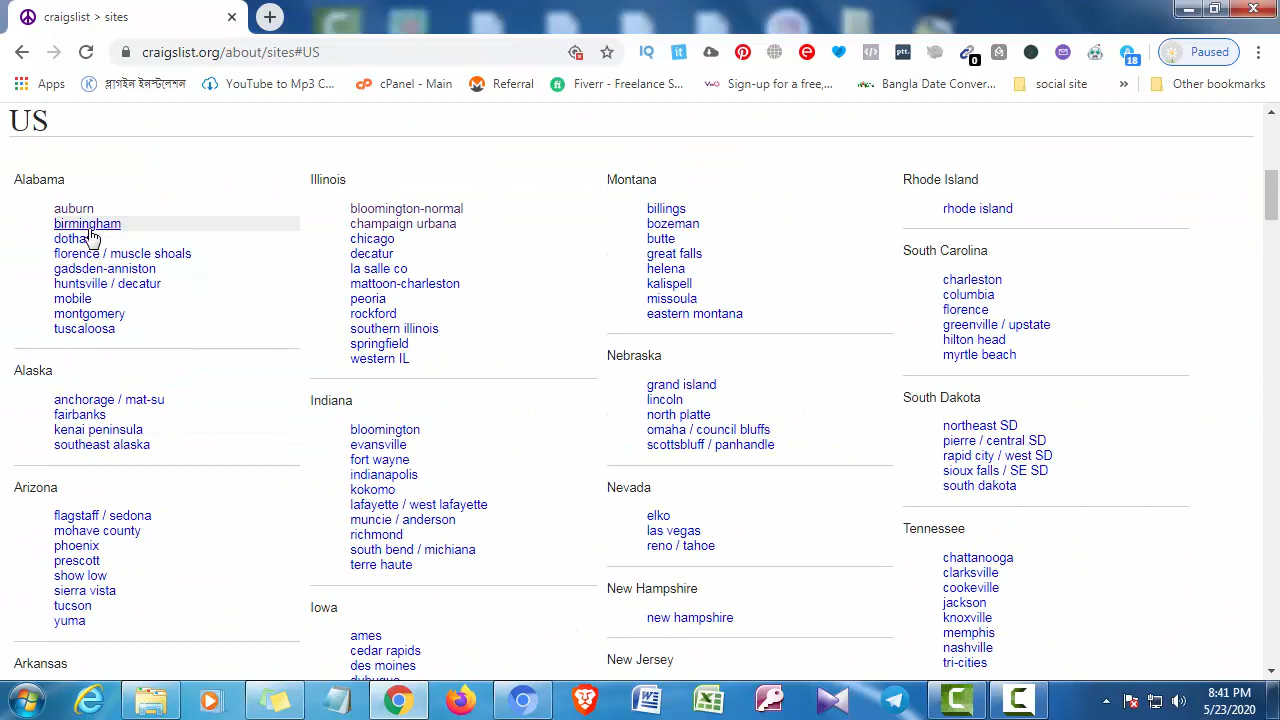 craigslist > sites
craigslist.org/about/sites#US
0
18
Paused
Apps
প্লাগইন ইনস্টলেশন
YouTube to Mp3 C...
cPanel - Main
Referral
Fiverr - Freelance S...
Sign-up for a free,...
Bangla Date Conver...
social site
»
Other bookmarks
US
Alabama
auburn
birmingham
dotha
florence / muscle shoals
gadsden-anniston
huntsville / decatur
mobile
montgomery
tuscaloosa
Alaska
anchorage / mat-su
fairbanks
kenai peninsula
southeast alaska
Arizona
flagstaff / sedona
mohave county
phoenix
prescott
show low
sierra vista
tucson
yuma
Arkansas
Illinois
bloomington-normal
champaign urbana
chicago
decatur
la salle co
mattoon-charleston
peoria
rockford
southern illinois
springfield
western IL
Indiana
bloomington
evansville
fort wayne
indianapolis
kokomo
lafayette / west lafayette
muncie / anderson
richmond
south bend / michiana
terre haute
Iowa
ames
cedar rapids
des moines
dubuque
Montana
billings
bozeman
butte
great falls
helena
kalispell
missoula
eastern montana
Nebraska
grand island
lincoln
north platte
omaha / council bluffs
scottsbluff / panhandle
Nevada
elko
las vegas
reno / tahoe
New Hampshire
new hampshire
New Jersey
Rhode Island
rhode island
South Carolina
charleston
columbia
florence
greenville / upstate
hilton head
myrtle beach
South Dakota
northeast SD
pierre / central SD
rapid city / west SD
sioux falls / SE SD
south dakota
Tennessee
chattanooga
clarksville
cookeville
jackson
knoxville
memphis
nashville
tri-cities
8:41 PM
5/23/2020